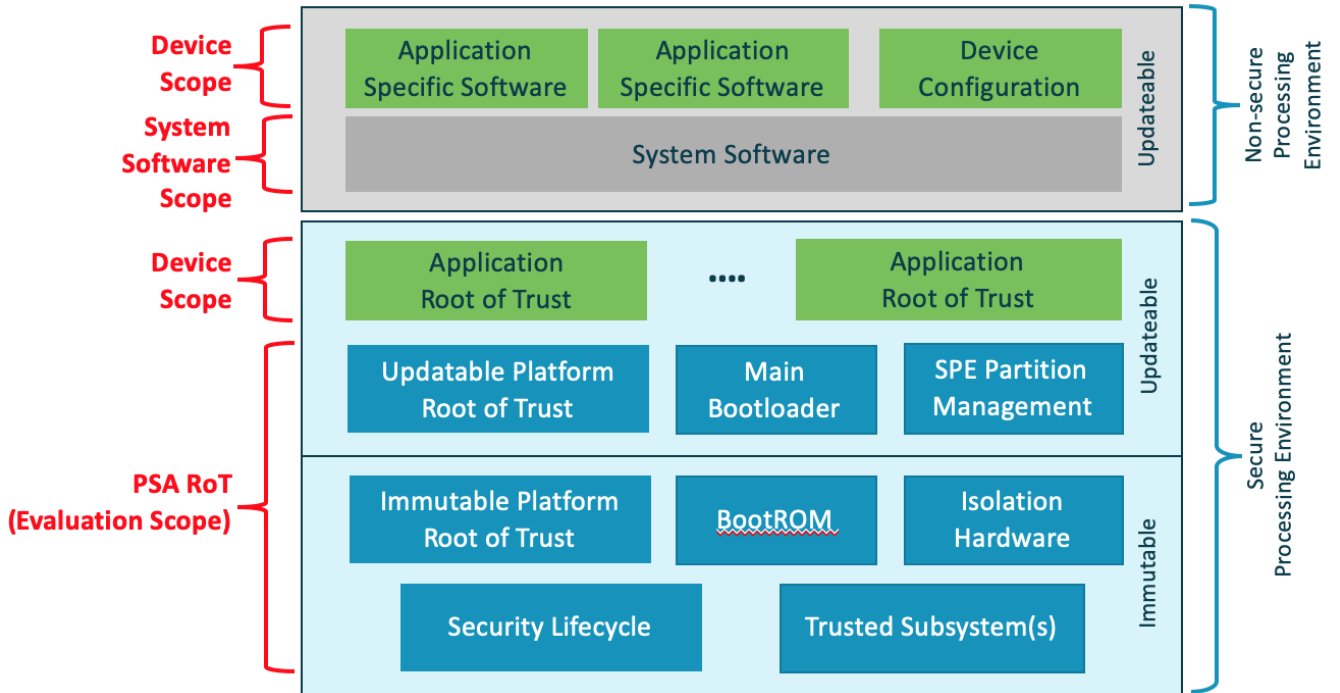 Device
Scope
Application
Specific Software
Application
Specific Software
Device
Configuration
Updateable
Non-secure
Processing
Environment
System
Software
Scope
System Software
Device
Scope
Application
Root of Trust
....
Application
Root of Trust
Updateable
Secure
Processing Environment
PSA RoT
(Evaluation Scope)
Updatable Platform
Root of Trust
Main
Bootloader
SPE Partition
Management
Immutable Platform
Root of Trust
BootROM
Isolation
Hardware
Immutable
Security Lifecycle
Trusted Subsystem(s)